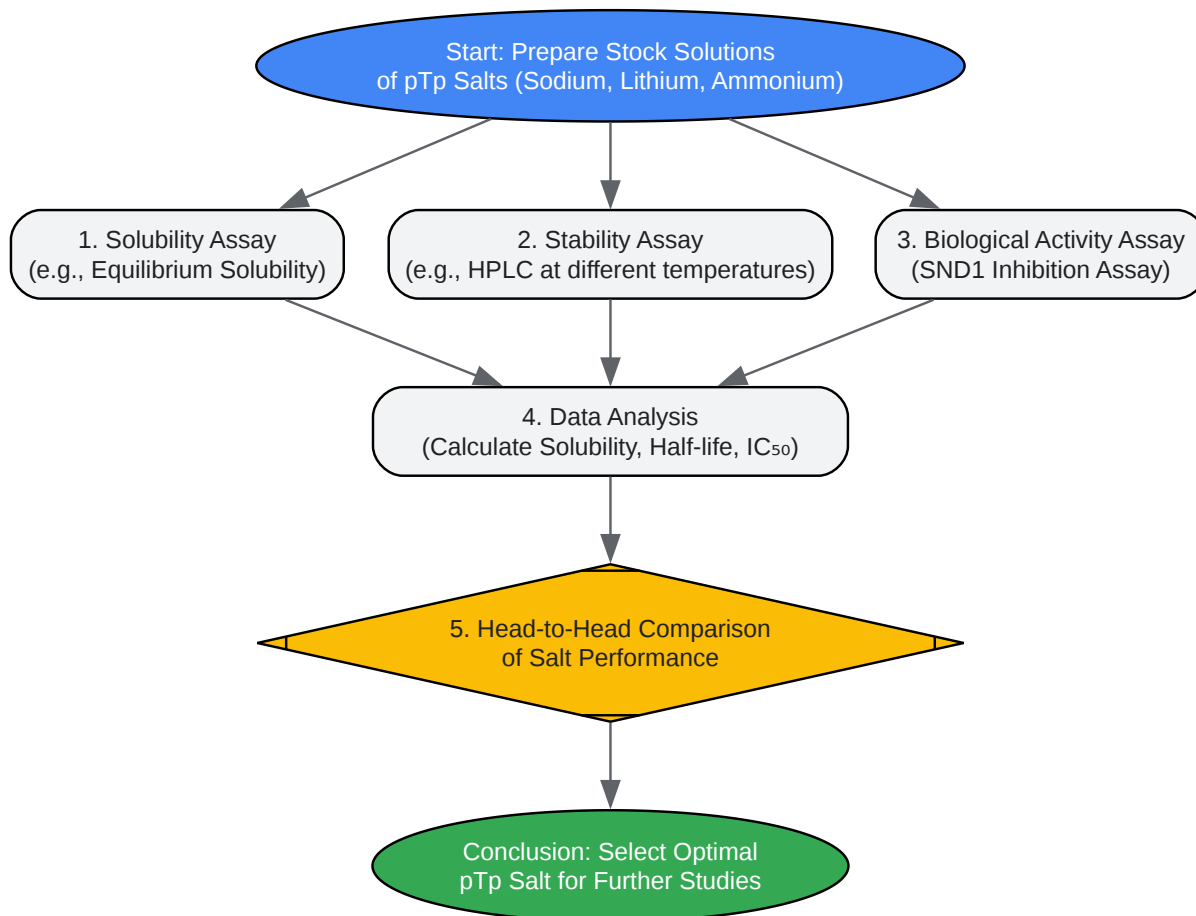 Start: Prepare Stock Solutions
of pTp Salts (Sodium, Lithium, Ammonium)
1. Solubility Assay
(e.g., Equilibrium Solubility)
2. Stability Assay
(e.g., HPLC at different temperatures)
3. Biological Activity Assay
(SND1 Inhibition Assay)
4. Data Analysis
(Calculate Solubility, Half-life, IC₅₀)
5. Head-to-Head Comparison
of Salt Performance
Conclusion: Select Optimal
pTp Salt for Further Studies